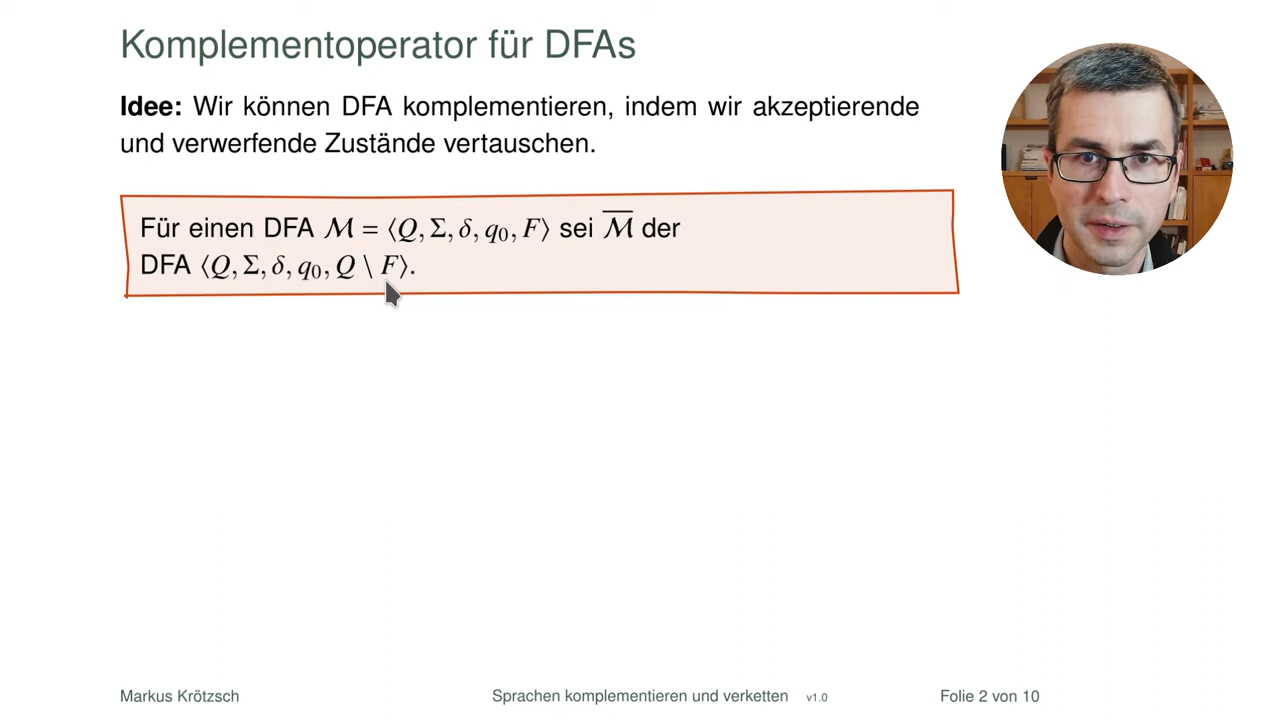 Komplementoperator für DFAs
Idee: Wir können DFA komplementieren, indem wir akzeptierende
und verwerfende Zustände vertauschen.
Für einen DFA M = ⟨Q, Σ, δ, q₀, F⟩ sei M̅ der
DFA ⟨Q, Σ, δ, q₀, Q \ F⟩.
Markus Krötzsch Sprachen komplementieren und verketten v1.0 Folie 2 von 10